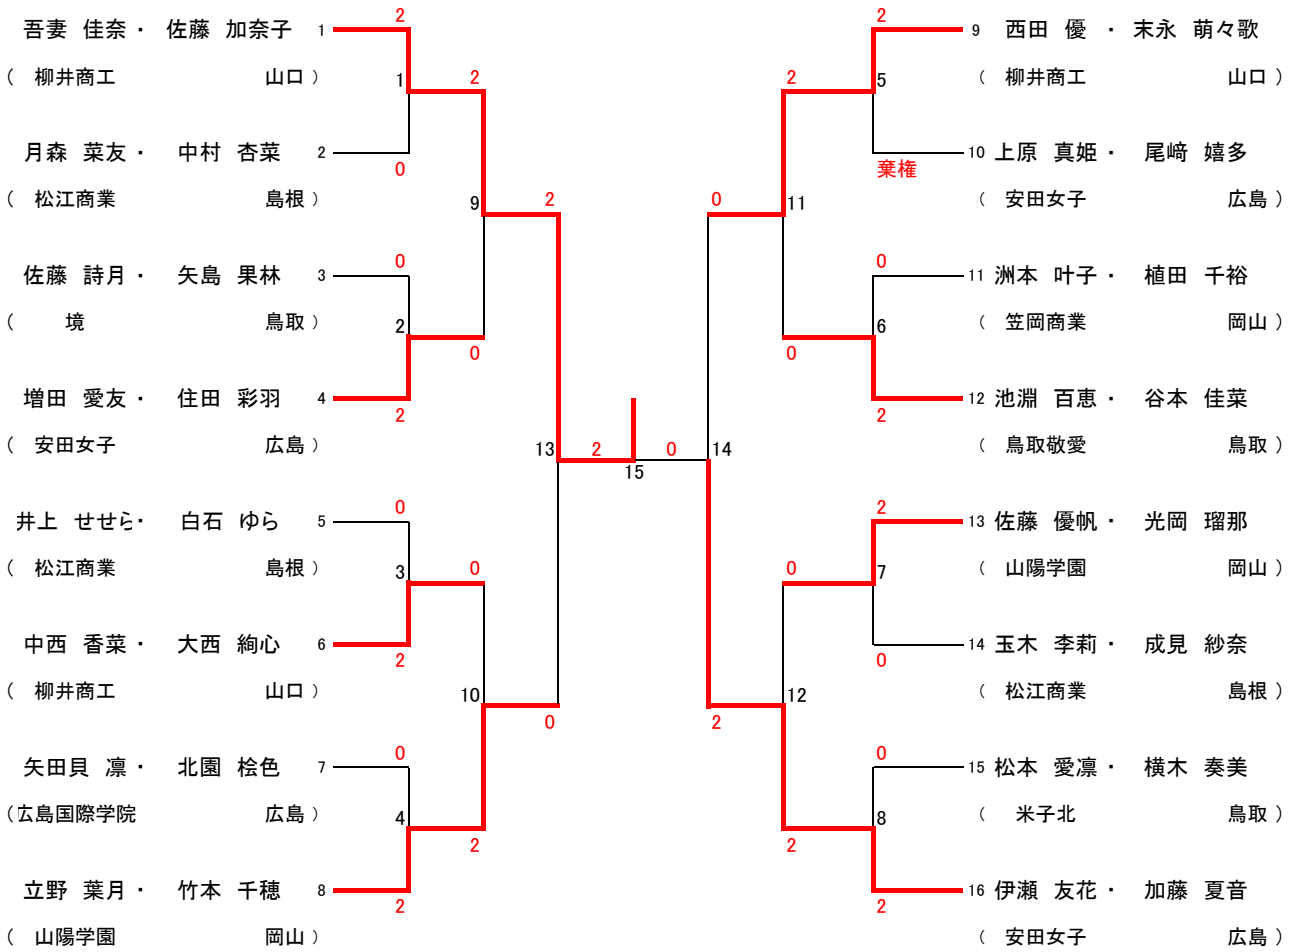 吾妻 佳奈 ・ 佐藤 加奈子 1
( 柳井商工 山口 )
月森 菜友 ・ 中村 杏菜 2
( 松江商業 島根 )
佐藤 詩月 ・ 矢島 果林 3
( 境 鳥取 )
増田 愛友 ・ 住田 彩羽 4
( 安田女子 広島 )
井上 せせら ・ 白石 ゆら 5
( 松江商業 島根 )
中西 香菜 ・ 大西 絢心 6
( 柳井商工 山口 )
矢田貝 凛 ・ 北園 桧色 7
( 広島国際学院 広島 )
立野 葉月 ・ 竹本 千穂 8
( 山陽学園 岡山 )
2
1
0
0
2
2
0
3
2
0
4
2
2
9
0
0
10
2
2
13
0
2
15
0
0
14
2
2
11
0
0
12
2
2
5
棄権
0
6
2
2
7
0
0
8
2
9 西田 優 ・ 末永 萌々歌
( 柳井商工 山口 )
10 上原 真姫 ・ 尾﨑 嬉多
( 安田女子 広島 )
11 洲本 叶子 ・ 植田 千裕
( 笠岡商業 岡山 )
12 池淵 百恵 ・ 谷本 佳菜
( 鳥取敬愛 鳥取 )
13 佐藤 優帆 ・ 光岡 瑠那
( 山陽学園 岡山 )
14 玉木 李莉 ・ 成見 紗奈
( 松江商業 島根 )
15 松本 愛凛 ・ 横木 奏美
( 米子北 鳥取 )
16 伊瀬 友花 ・ 加藤 夏音
( 安田女子 広島 )